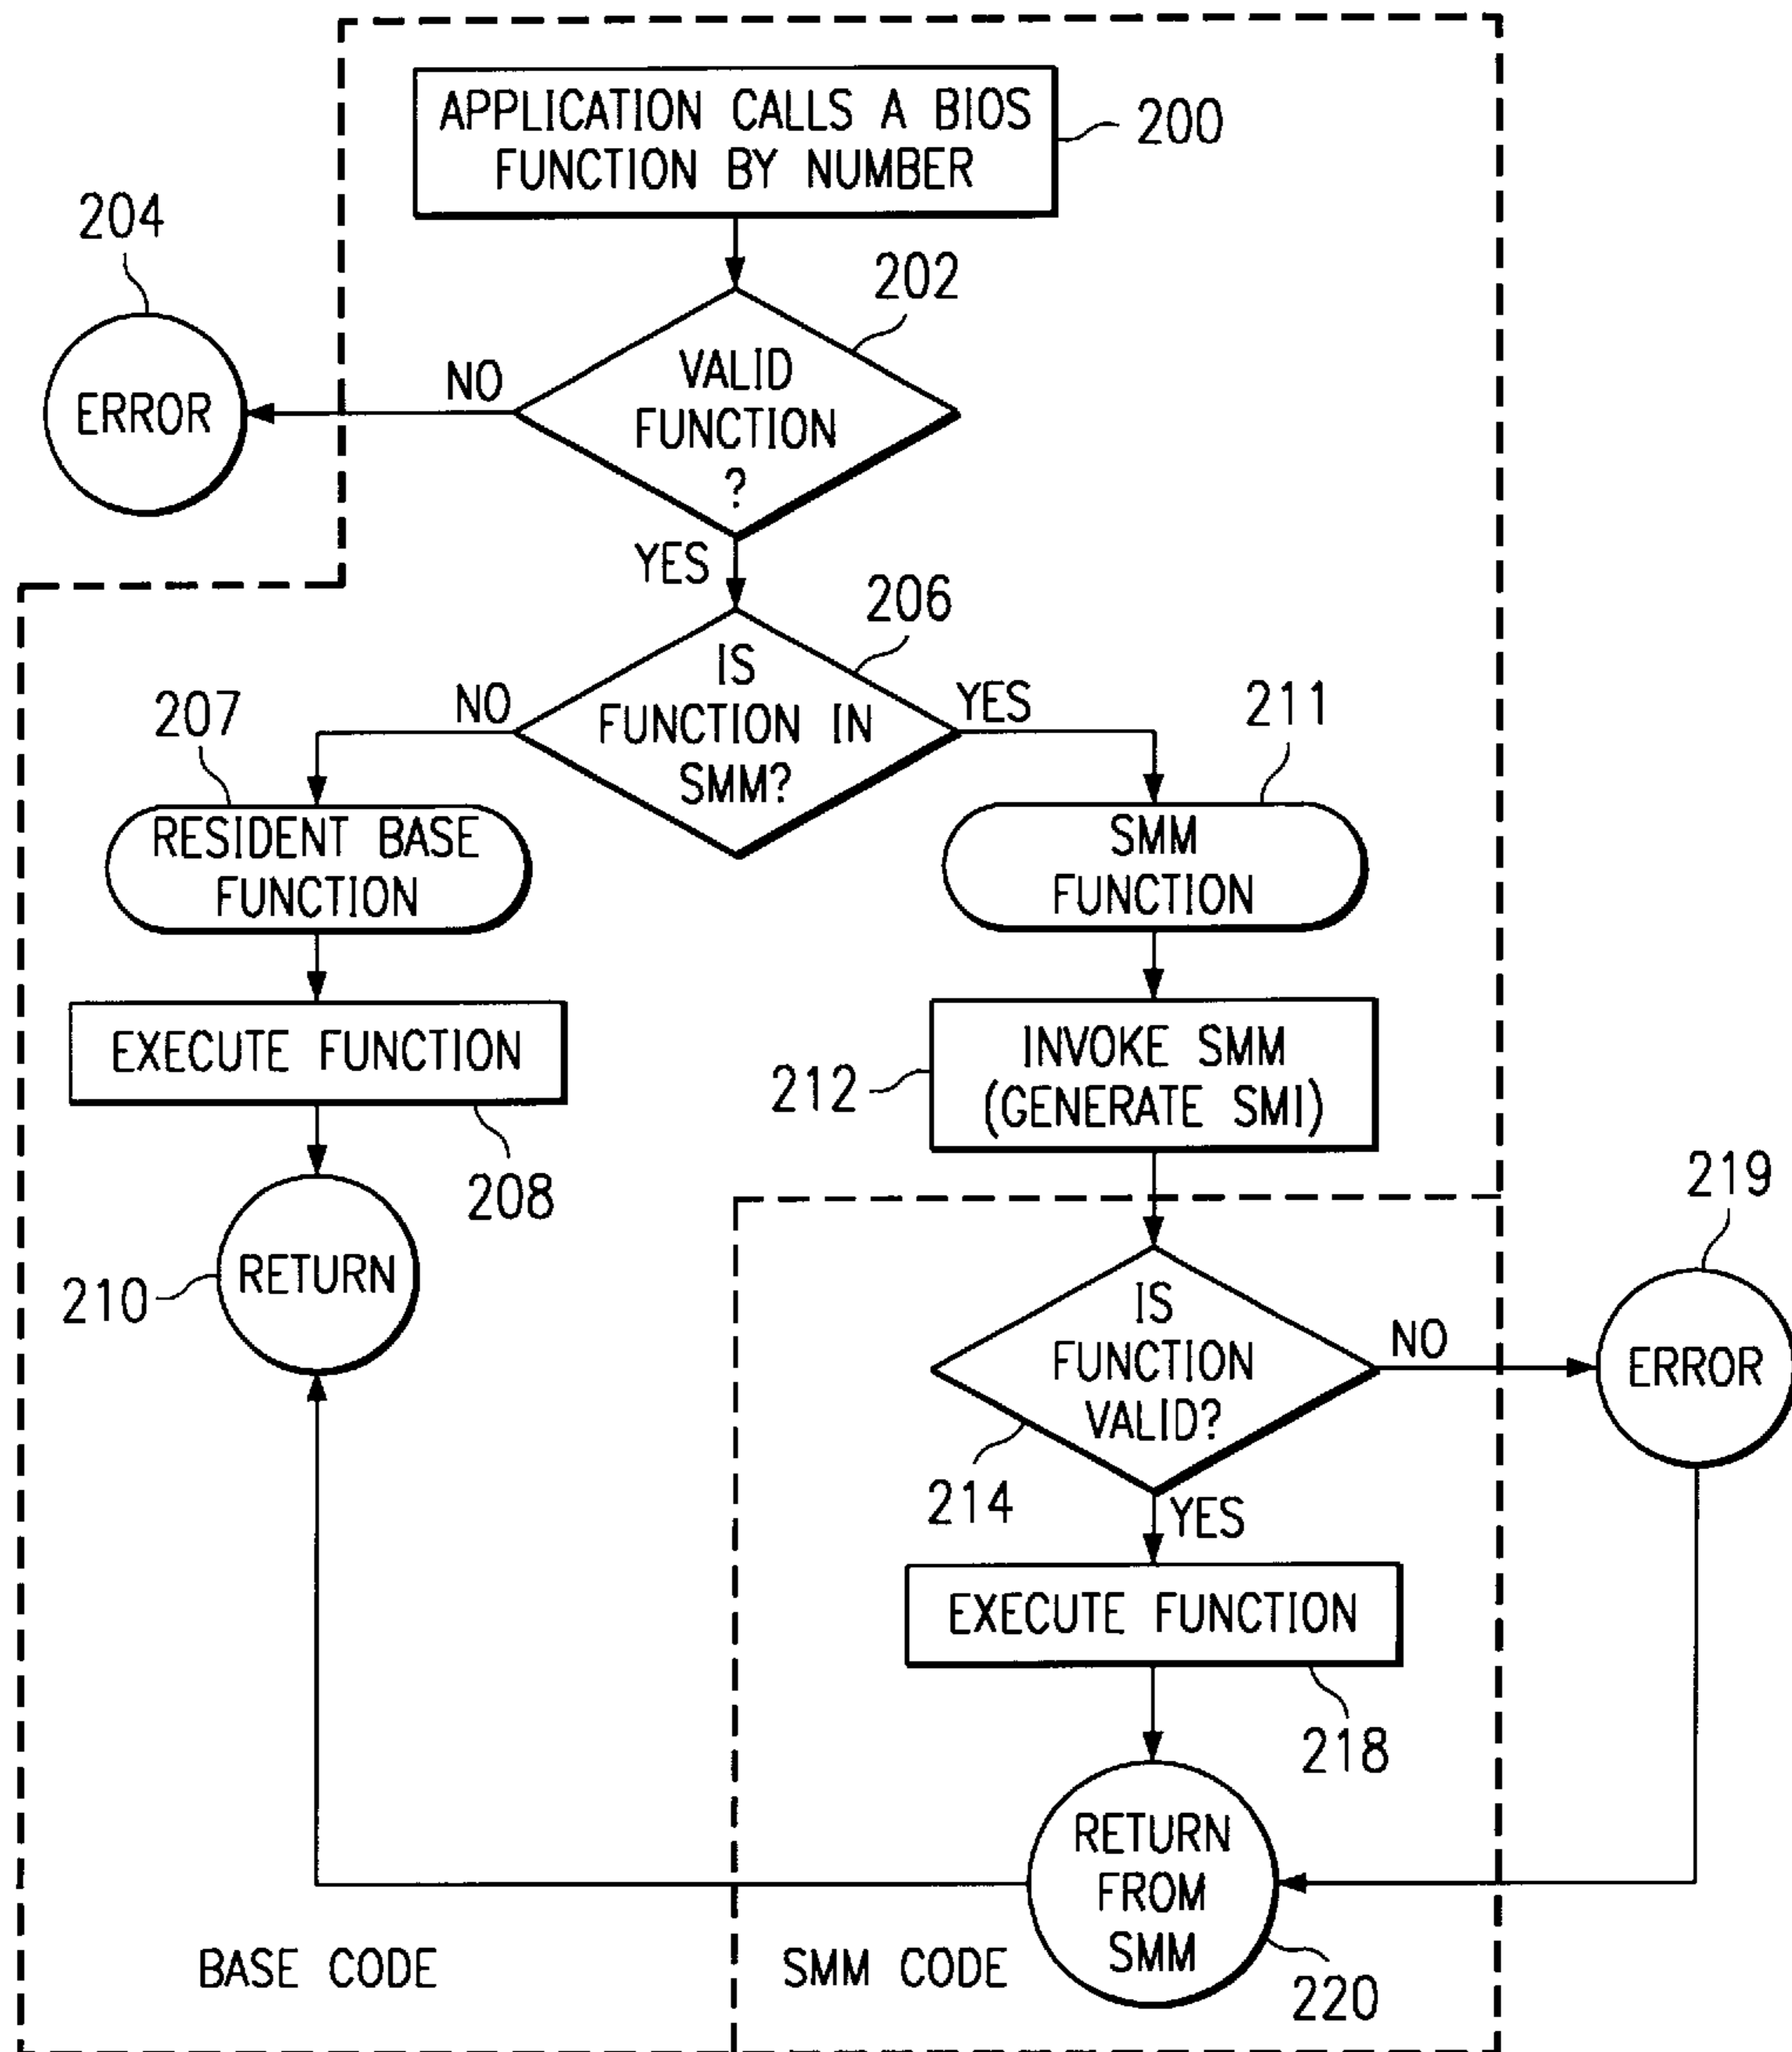 APPLICATION CALLS A BIOS
FUNCTION BY NUMBER
200
204
ERROR
202
VALID
FUNCTION
?
NO
YES
206
IS
FUNCTION IN
SMM?
NO
YES
207
RESIDENT BASE
FUNCTION
211
SMM
FUNCTION
EXECUTE FUNCTION
208
INVOKE SMM
(GENERATE SMI)
212
RETURN
210
219
IS
FUNCTION
VALID?
NO
ERROR
214
YES
EXECUTE FUNCTION
218
RETURN
FROM
SMM
220
BASE CODE
SMM CODE